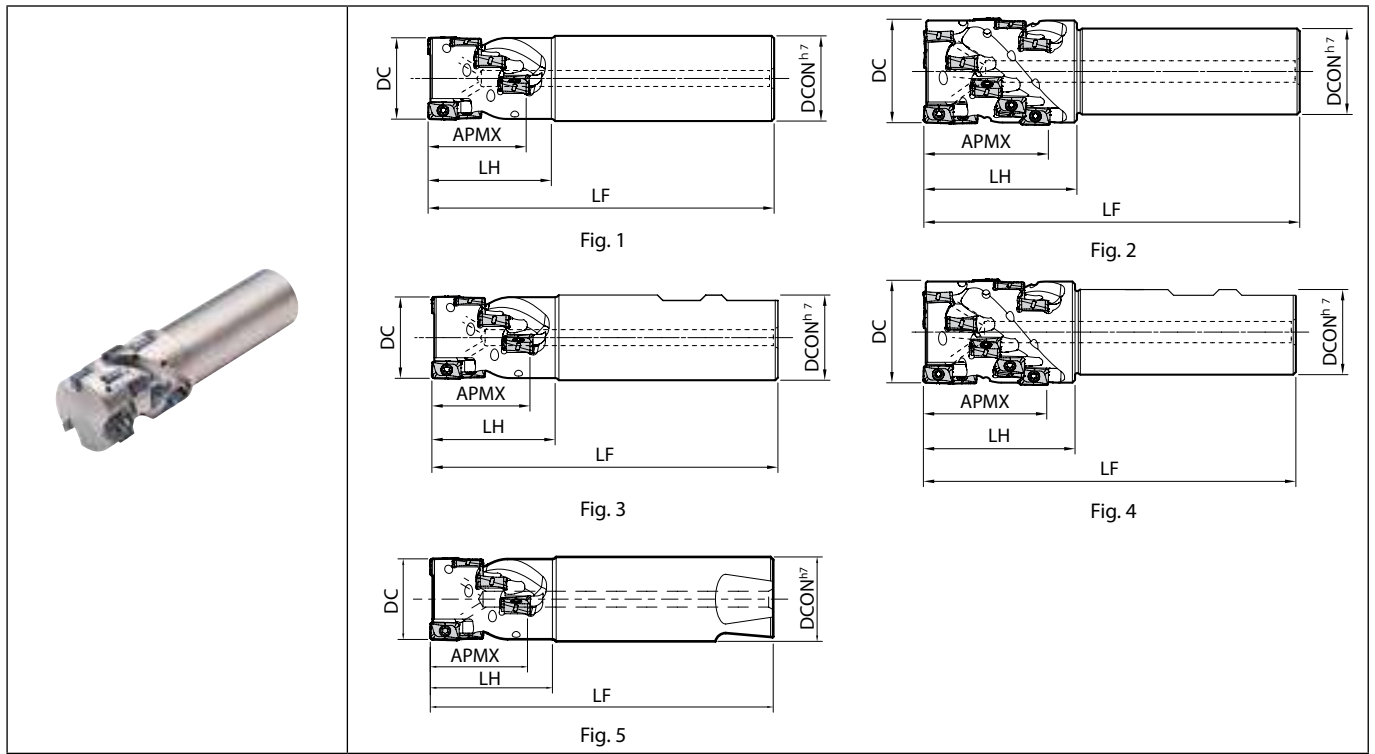 DC
APMX
LH
LF
DCON h7
Fig. 1
DC
APMX
LH
LF
DCON h7
Fig. 2
DC
APMX
LH
LF
DCON h7
Fig. 3
DC
APMX
LH
LF
DCON h7
Fig. 4
DC
APMX
LH
LF
DCON h7
Fig. 5